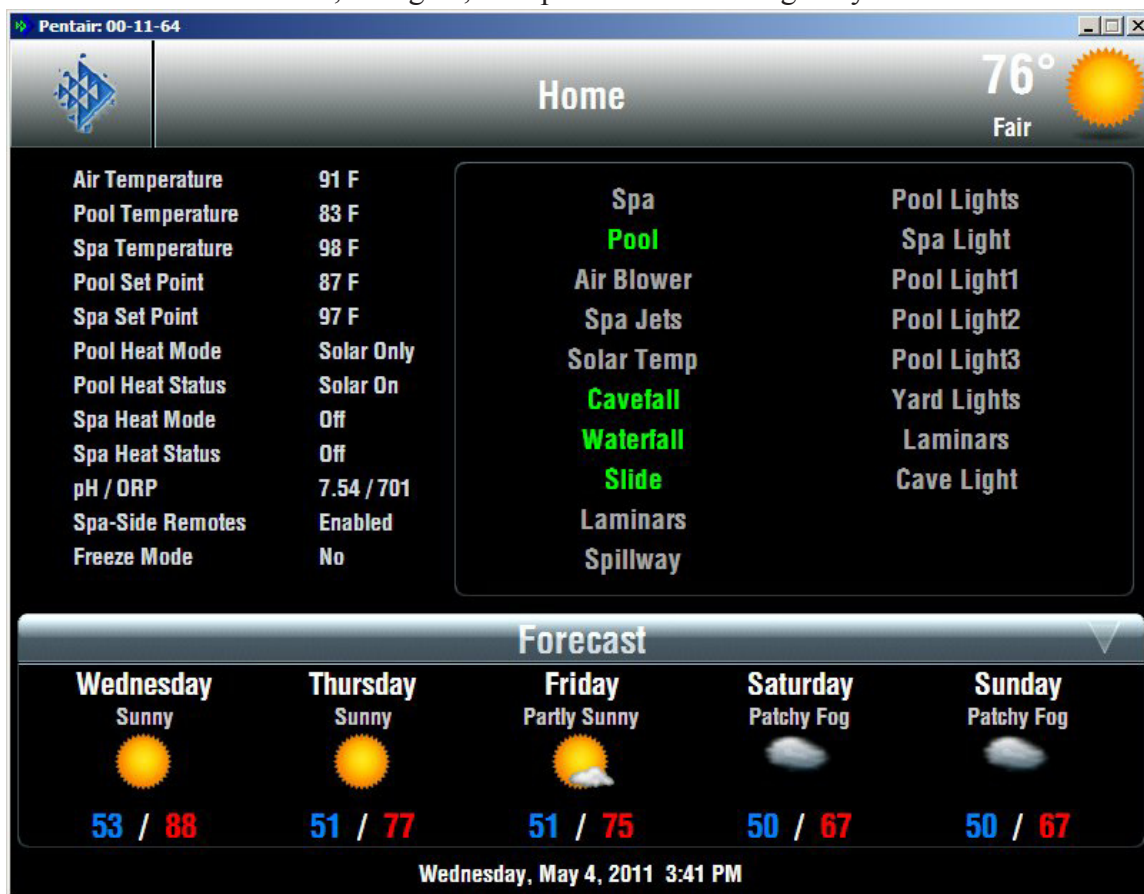 Pentair: 00-11-64
Home
76°
Fair
Air Temperature 91 F
Pool Temperature 83 F
Spa Temperature 98 F
Pool Set Point 87 F
Spa Set Point 97 F
Pool Heat Mode Solar Only
Pool Heat Status Solar On
Spa Heat Mode Off
Spa Heat Status Off
pH / ORP 7.54 / 701
Spa-Side Remotes Enabled
Freeze Mode No
Spa Pool Lights
Pool Spa Light
Air Blower Pool Light1
Spa Jets Pool Light2
Solar Temp Pool Light3
Cavefall Yard Lights
Waterfall Laminars
Slide Cave Light
Laminars
Spillway
Forecast
Wednesday Thursday Friday Saturday Sunday
Sunny Sunny Partly Sunny Patchy Fog Patchy Fog
53 / 88 51 / 77 51 / 75 50 / 67 50 / 67
Wednesday, May 4, 2011 3:41 PM